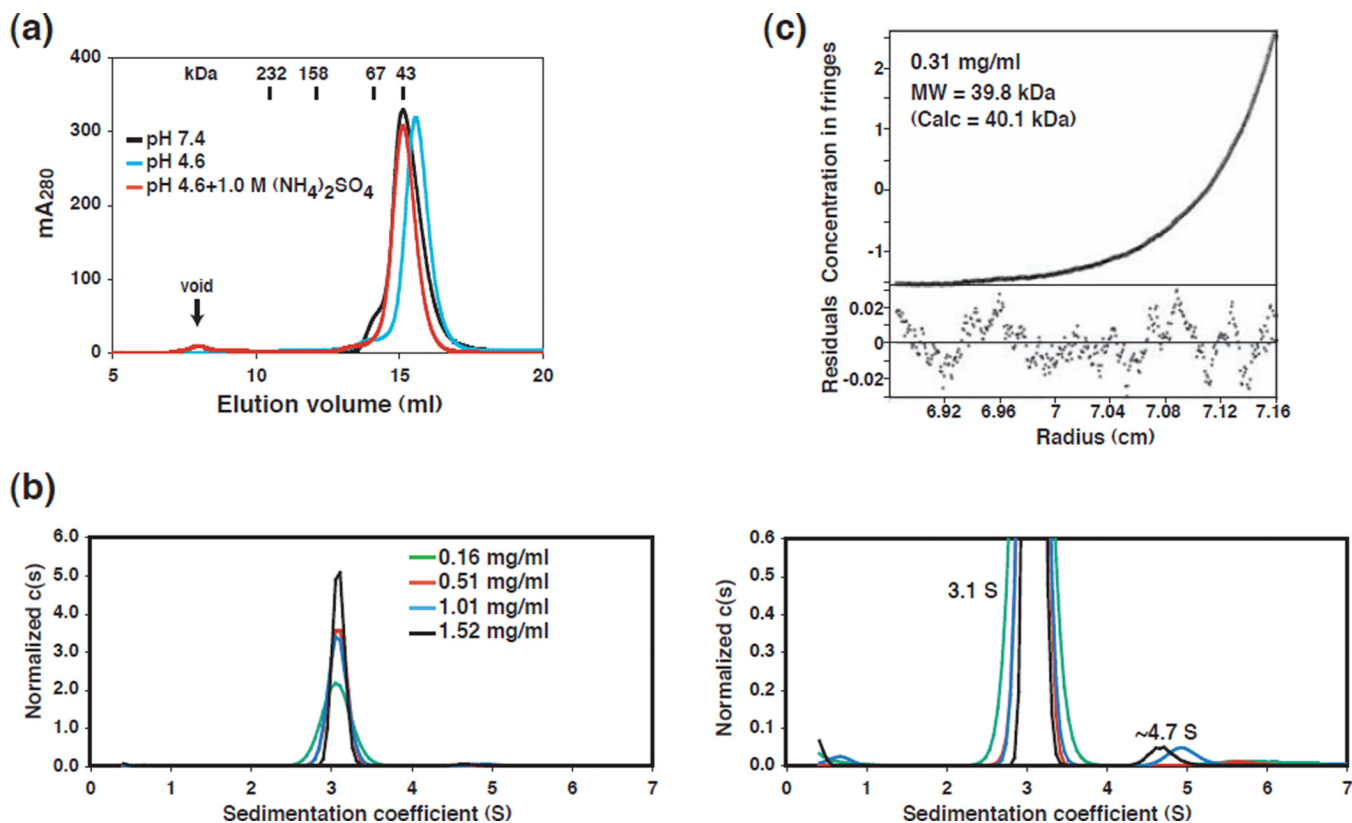 (a)
400
300
200
100
0
mA280
kDa 232 158 67 43
pH 7.4
pH 4.6
pH 4.6+1.0 M (NH4)2SO4
void
5 10 15 20
Elution volume (ml)
(c)
2
1
0
-1
Concentration in fringes
0.31 mg/ml
MW = 39.8 kDa
(Calc = 40.1 kDa)
0.02
0
-0.02
Residuals
6.92 6.96 7 7.04 7.08 7.12 7.16
Radius (cm)
(b)
6.0
5.0
4.0
3.0
2.0
1.0
0.0
Normalized c(s)
0.16 mg/ml
0.51 mg/ml
1.01 mg/ml
1.52 mg/ml
0 1 2 3 4 5 6 7
Sedimentation coefficient (S)
0.6
0.5
0.4
0.3
0.2
0.1
0.0
Normalized c(s)
3.1 S
~4.7 S
0 1 2 3 4 5 6 7
Sedimentation coefficient (S)